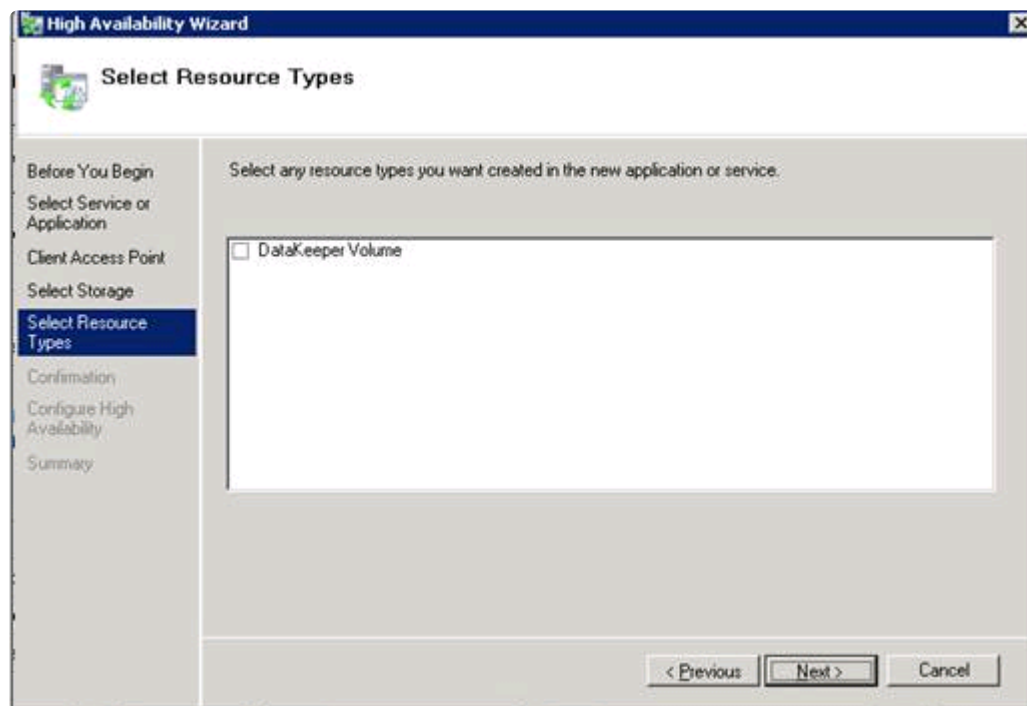 High Availability Wizard
Select Resource Types
Before You Begin
Select Service or
Application
Client Access Point
Select Storage
Select Resource
Types
Confirmation
Configure High
Availability
Summary
Select any resource types you want created in the new application or service.
DataKeeper Volume
< Previous
Next >
Cancel